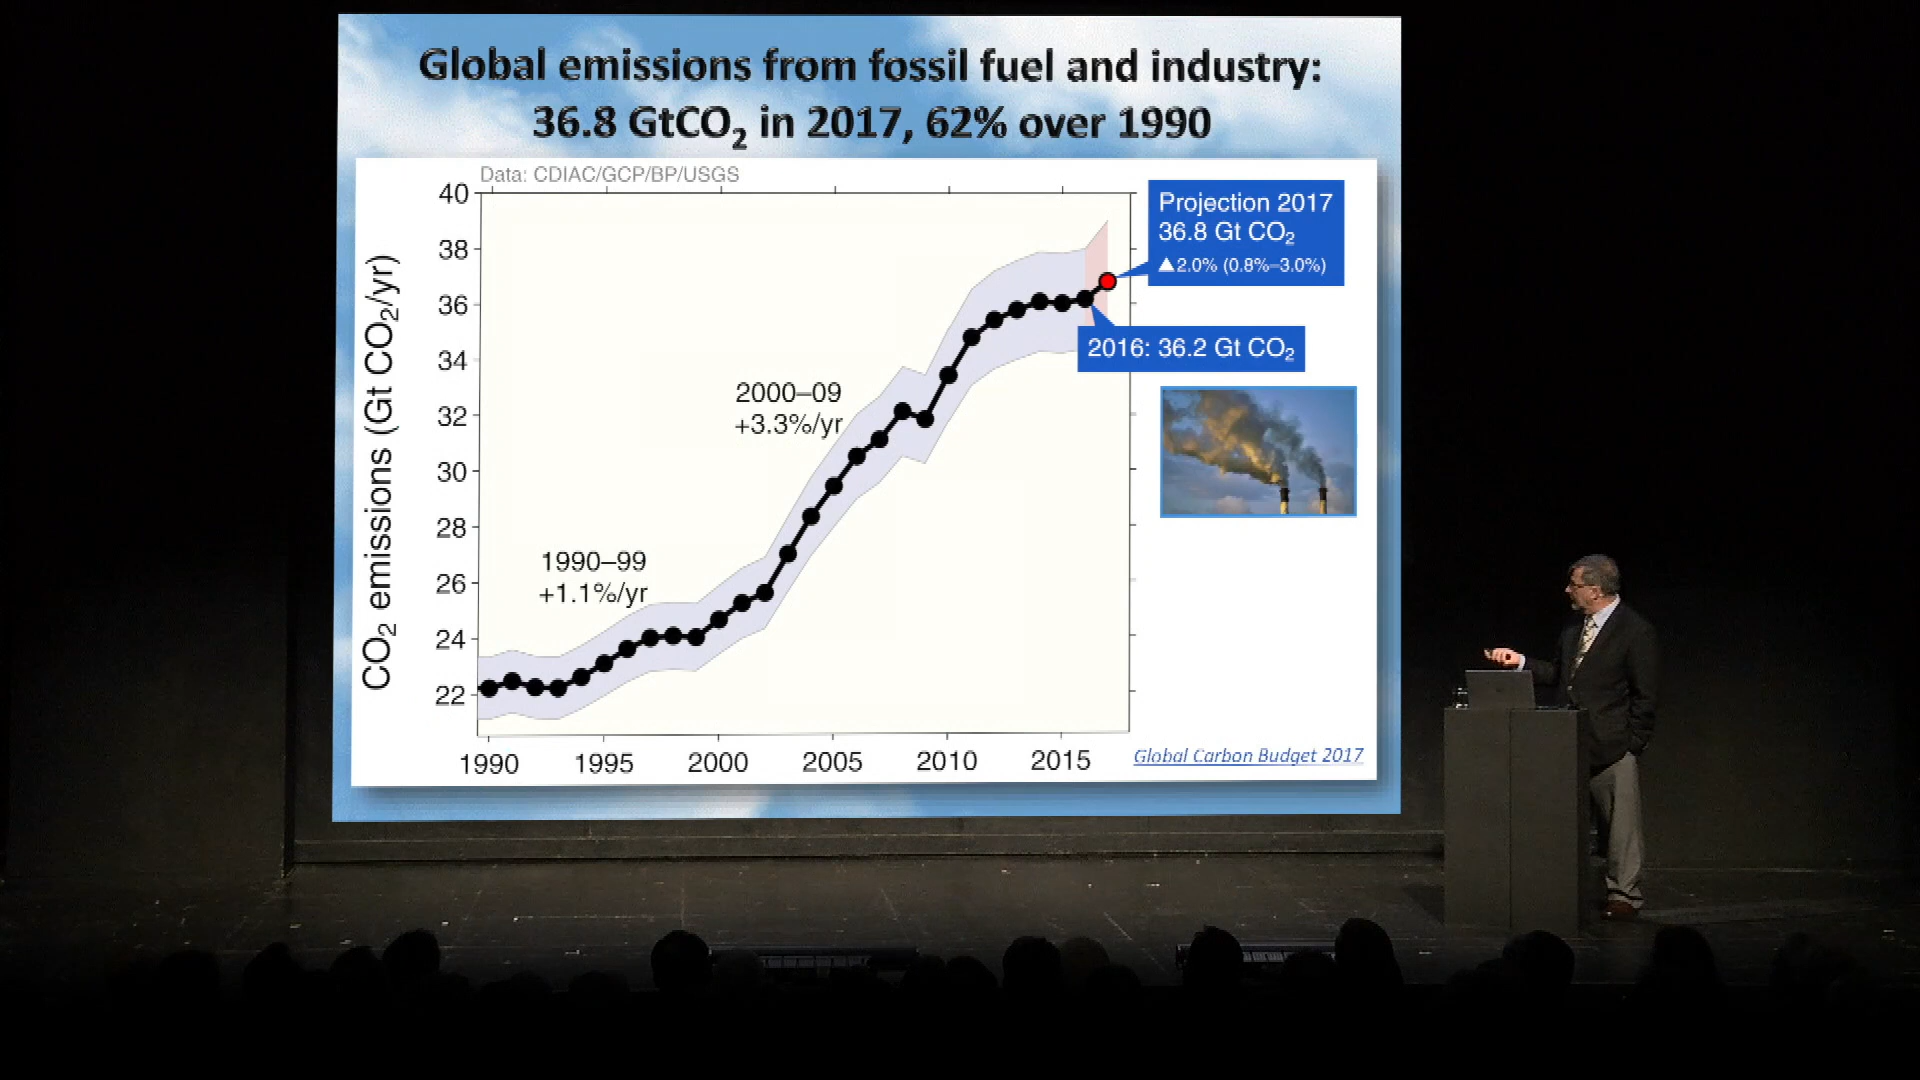 Global emissions from fossil fuel and industry:
36.8 GtCO₂ in 2017, 62% over 1990
Data: CDIAC/GCP/BP/USGS
CO₂ emissions (Gt CO₂/yr)
40
38
36
34
32
30
28
26
24
22
1990
1995
2000
2005
2010
2015
1990–99
+1.1%/yr
2000–09
+3.3%/yr
Projection 2017
36.8 Gt CO₂
▲2.0% (0.8%–3.0%)
2016: 36.2 Gt CO₂
Global Carbon Budget 2017